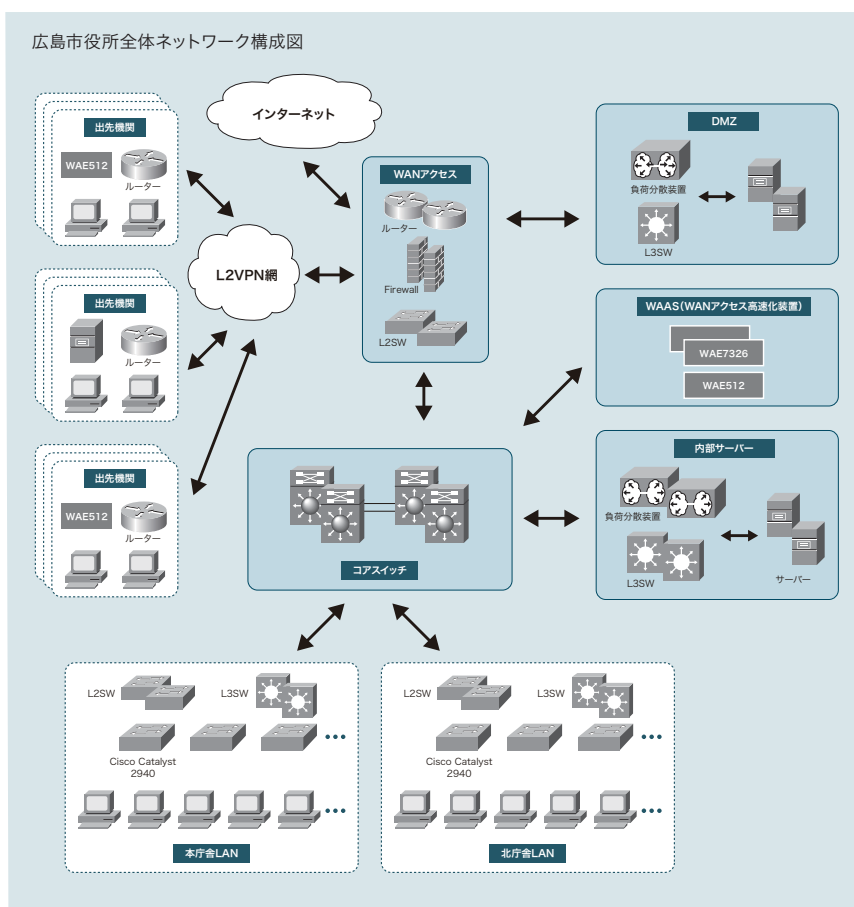 広島市役所全体ネットワーク構成図
出先機関
WAE512
ルーター
インターネット
WANアクセス
ルーター
Firewall
L2SW
DMZ
負荷分散装置
L3SW
L2VPN網
出先機関
ルーター
WAAS（WANアクセス高速化装置）
WAE7326
WAE512
出先機関
WAE512
ルーター
コアスイッチ
内部サーバー
負荷分散装置
L3SW
サーバー
L2SW
L3SW
Cisco Catalyst
2940
本庁舎LAN
L2SW
L3SW
Cisco Catalyst
2940
北庁舎LAN